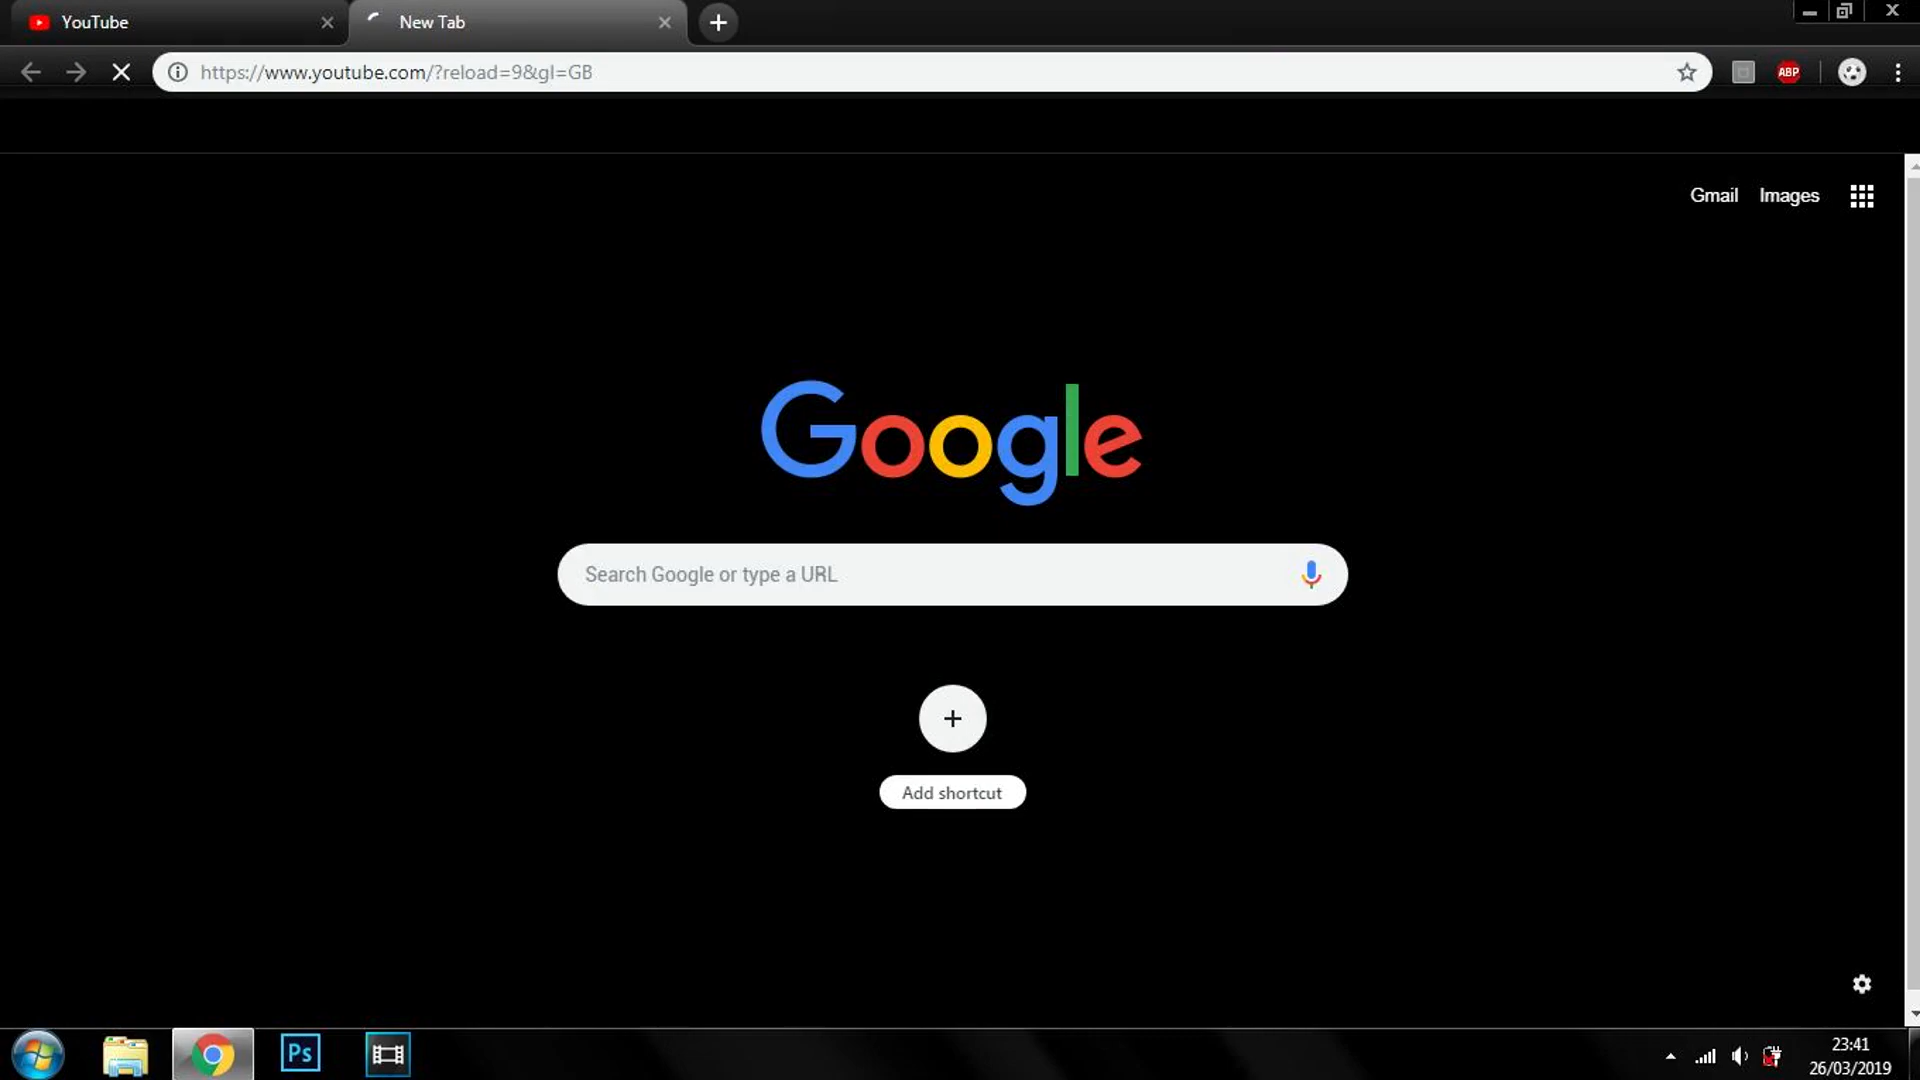 YouTube
New Tab
https://www.youtube.com/?reload=9&gl=GB
ABP
Gmail Images
Google
Search Google or type a URL
Add shortcut
Ps
23:41
26/03/2019